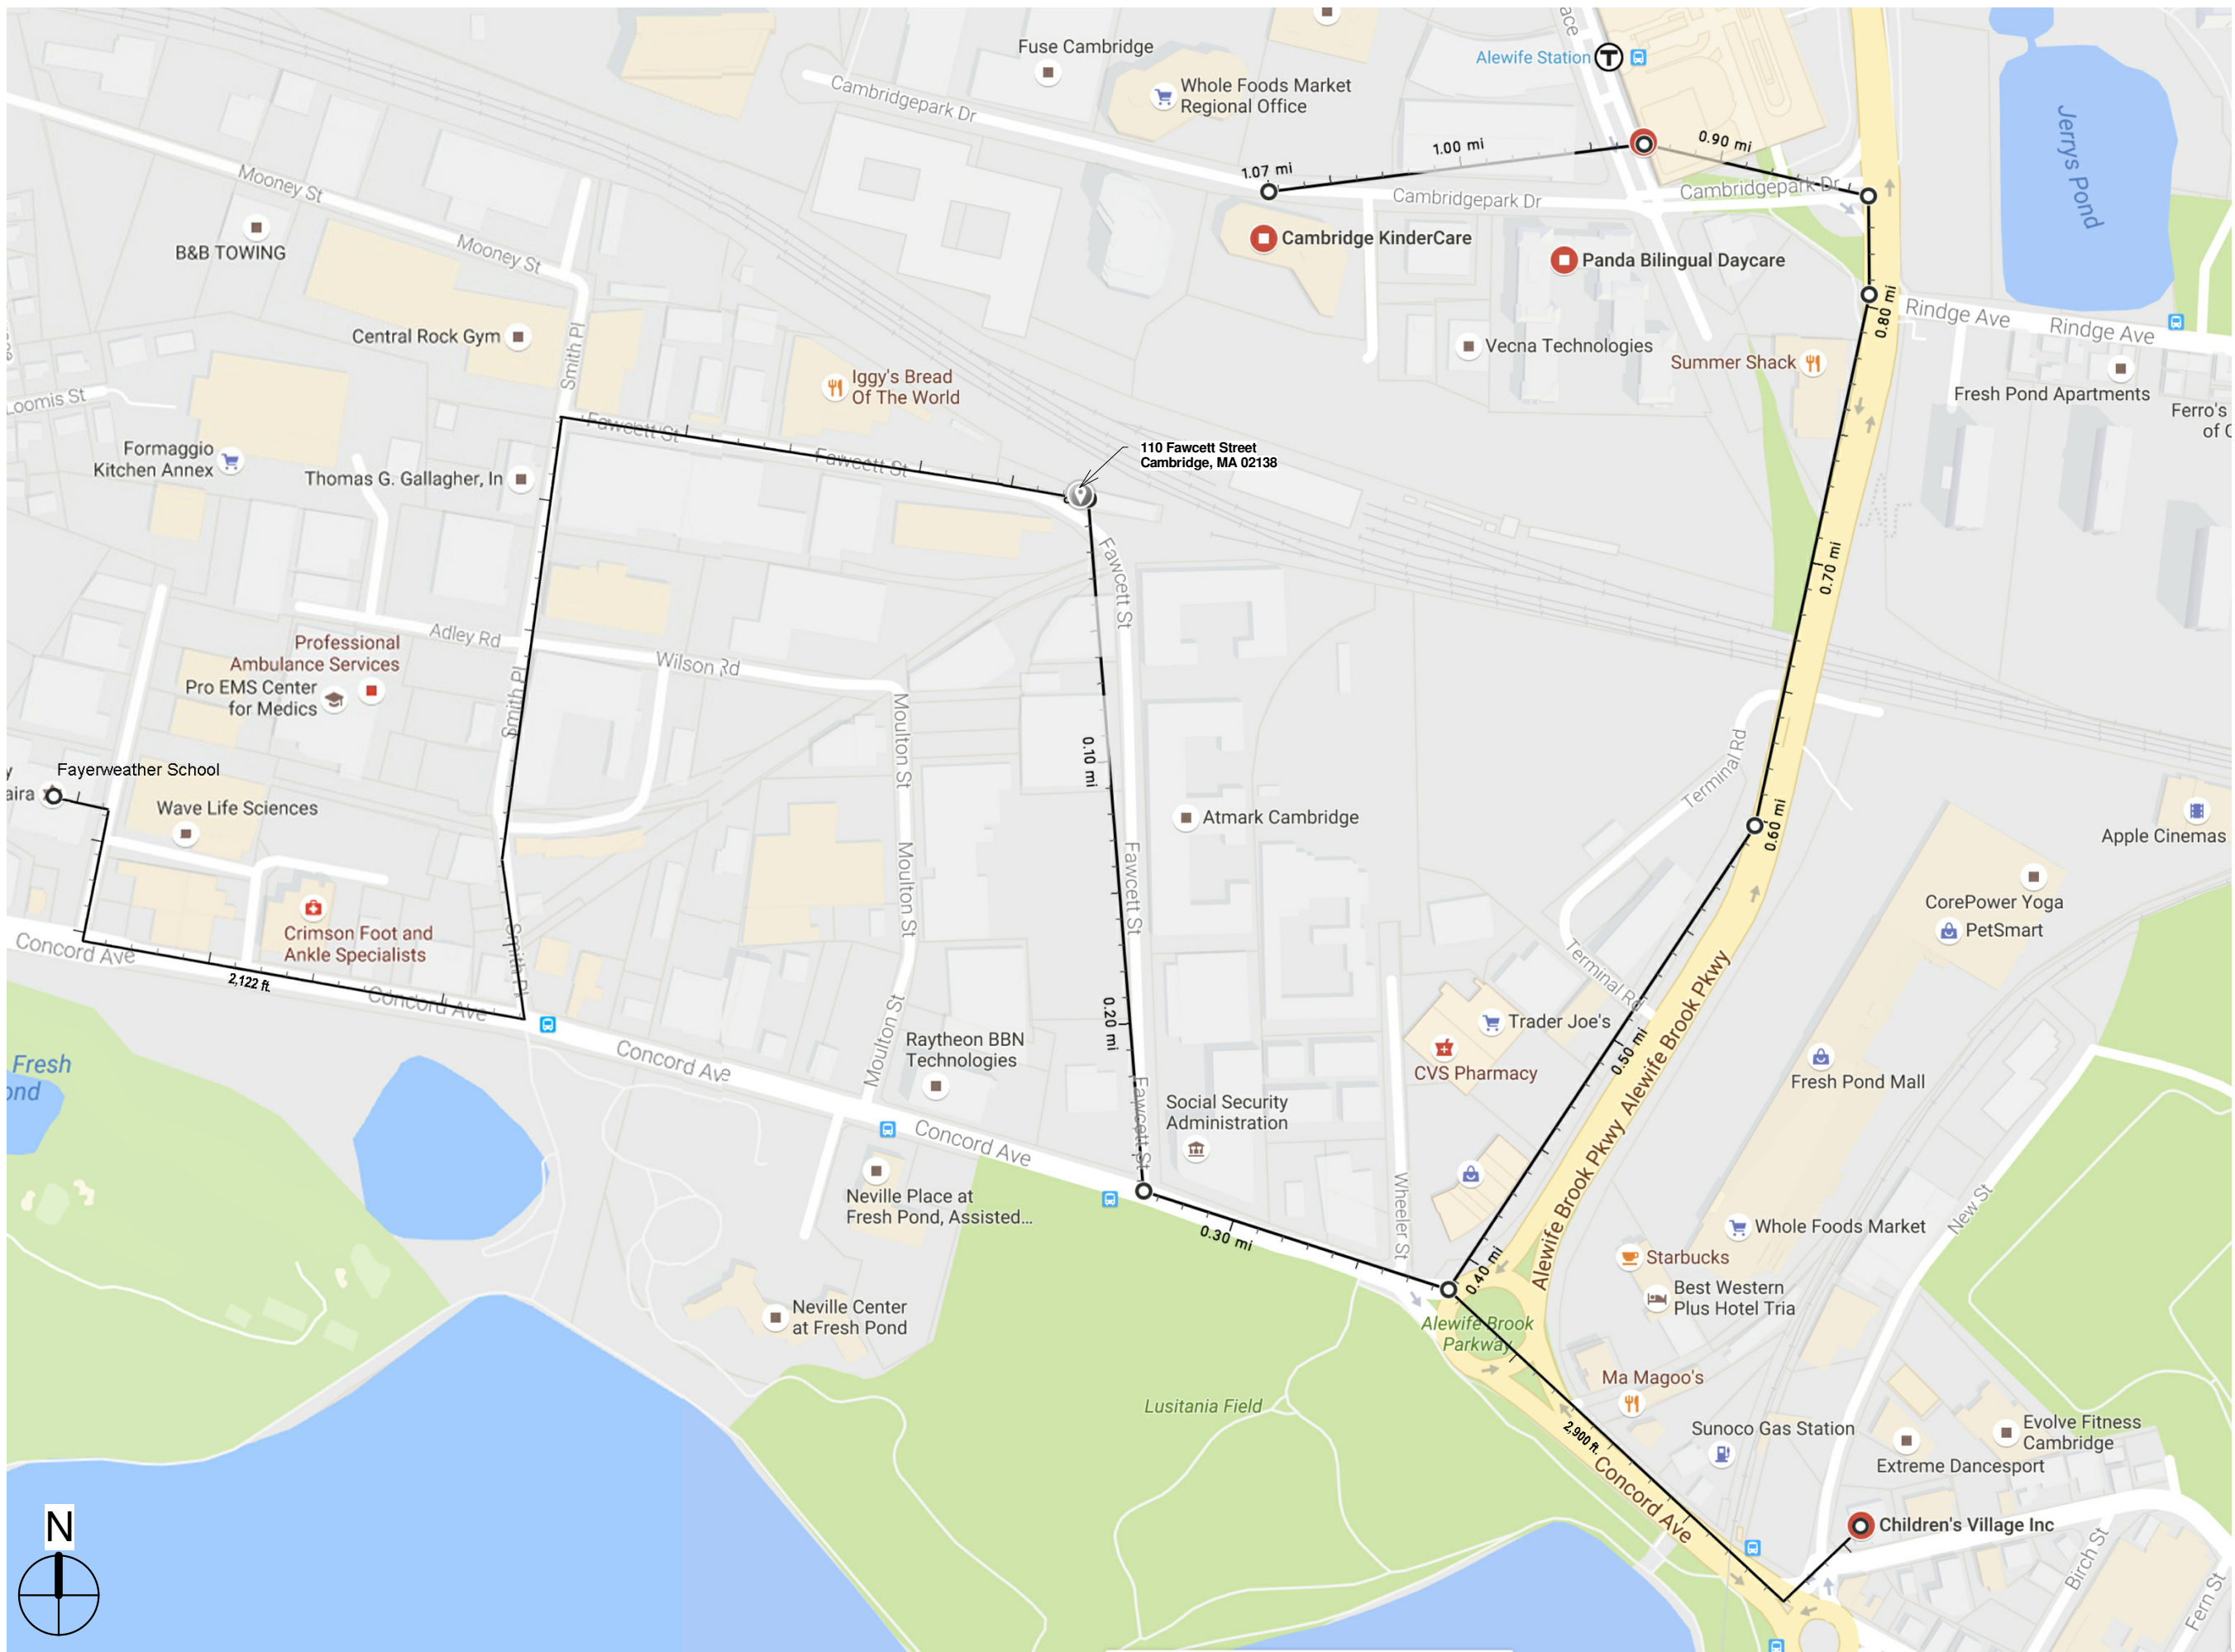 ace
Fuse Cambridge
Alewife Station
T
Whole Foods Market
Regional Office
Cambridgepark Dr
Jerrys Pond
0.90 mi
1.00 mi
1.07 mi
Cambridgepark Dr
Cambridgepark Dr
Mooney St
B&B TOWING
Mooney St
Cambridge KinderCare
Panda Bilingual Daycare
0.80 mi
Rindge Ave
Rindge Ave
Central Rock Gym
Smith Pl
Vecna Technologies
Summer Shack
Fresh Pond Apartments
Iggy's Bread
Of The World
Loomis St
Ferro's
of C
Fawcett St
Fawcett St
Formaggio
Kitchen Annex
Thomas G. Gallagher, In
110 Fawcett Street
Cambridge, MA 02138
0.70 mi
Fawcett St
Adley Rd
Wilson Rd
Professional
Ambulance Services
Pro EMS Center
for Medics
Smith Pl
Moulton St
0.10 mi
Terminal Rd
Fayerweather School
y
aira
Wave Life Sciences
Atmark Cambridge
0.60 mi
Apple Cinemas
Moulton St
Fawcett St
CorePower Yoga
PetSmart
Crimson Foot and
Ankle Specialists
Smith Pl
Concord Ave
2,122 ft.
Concord Ave
Terminal Rd
Alewife Brook Pkwy
Trader Joe's
0.20 mi
0.50 mi
CVS Pharmacy
Fresh Pond Mall
Raytheon BBN
Technologies
Moulton St
Concord Ave
Fresh
ond
Fawcett St
Social Security
Administration
Concord Ave
Alewife Brook Pkwy
Neville Place at
Fresh Pond, Assisted...
Wheeler St
0.30 mi
0.40 mi
Alewife Brook Pkwy
Whole Foods Market
New St
Starbucks
Best Western
Plus Hotel Tria
Neville Center
at Fresh Pond
Alewife Brook
Parkway
Ma Magoo's
Lusitania Field
2,900 ft.
Sunoco Gas Station
Evolve Fitness
Cambridge
Extreme Dancesport
Concord Ave
Children's Village Inc
Birch St
Fern St
N